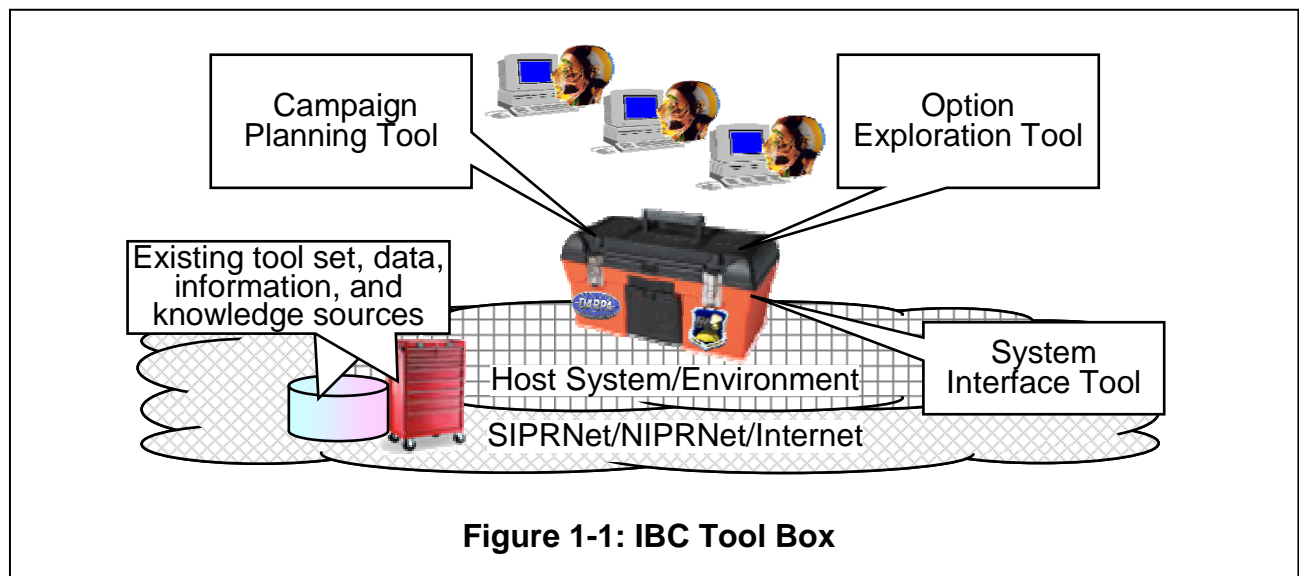 Campaign
Planning Tool
Option
Exploration Tool
Existing tool set, data,
information, and
knowledge sources
DARPA
Host System/Environment
System
Interface Tool
SIPRNet/NIPRNet/Internet
Figure 1-1: IBC Tool Box